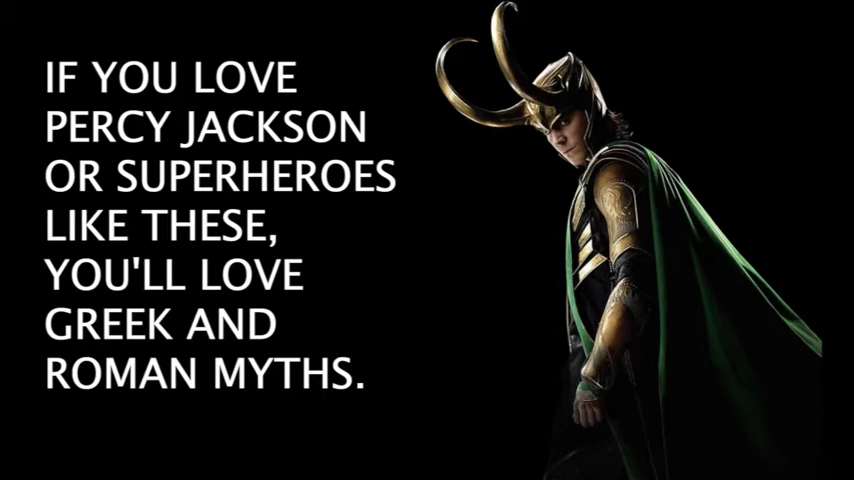 IF YOU LOVE
PERCY JACKSON
OR SUPERHEROES
LIKE THESE,
YOU'LL LOVE
GREEK AND
ROMAN MYTHS.